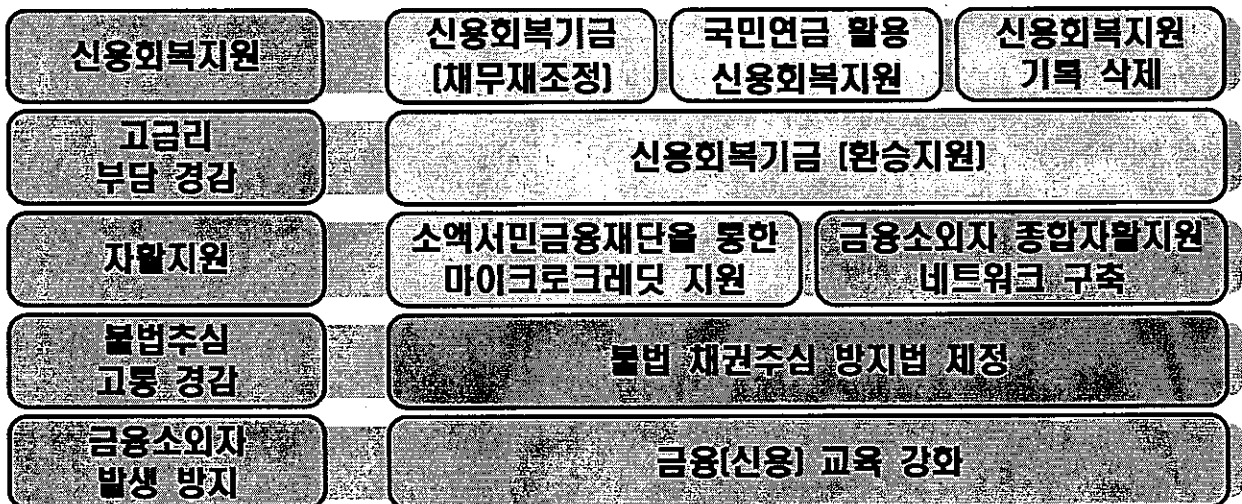 신용회복지원
신용회복기금
(채무재조정)
국민연금 활용
신용회복지원
신용회복지원
기록 삭제
고금리
부담 경감
신용회복기금 (환승지원)
자활지원
소액서민금융재단을 통한
마이크로크레딧 지원
금융소외자 종합자활지원
네트워크 구축
불법추심
고통 경감
불법 채권추심 방지법 제정
금융소외자
발생 방지
금융(신용) 교육 강화